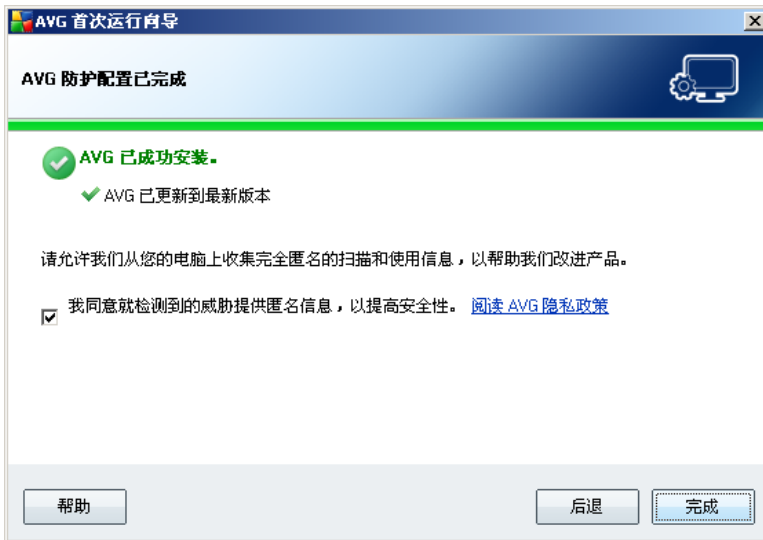 AVG 首次运行向导
AVG 防护配置已完成
AVG 已成功安装。
AVG 已更新到最新版本
请允许我们从您的电脑上收集完全匿名的扫描和使用信息，以帮助我们改进产品。
我同意就检测到的威胁提供匿名信息，以提高安全性。 阅读 AVG 隐私政策
帮助 后退 完成